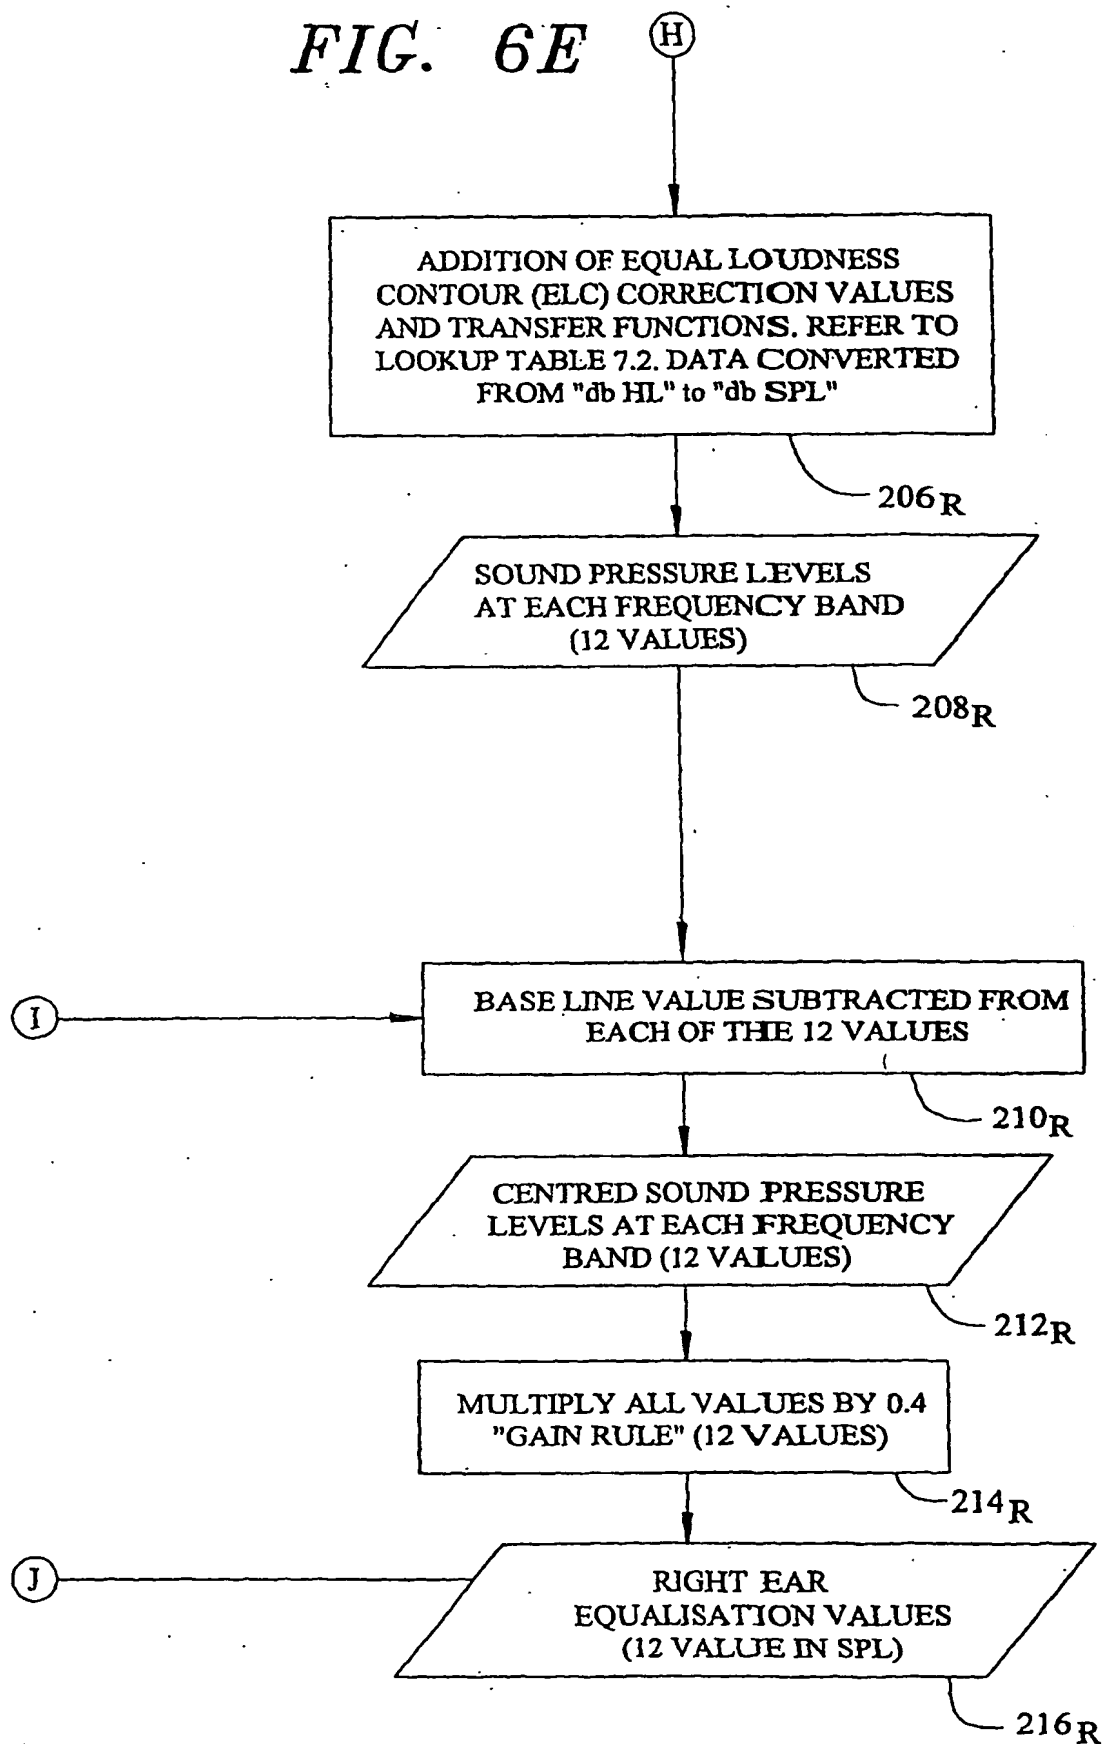 FIG. 6E
H
ADDITION OF EQUAL LOUDNESS
CONTOUR (ELC) CORRECTION VALUES
AND TRANSFER FUNCTIONS. REFER TO
LOOKUP TABLE 7.2. DATA CONVERTED
FROM "db HL" to "db SPL"
206R
SOUND PRESSURE LEVELS
AT EACH FREQUENCY BAND
(12 VALUES)
208R
I
BASE LINE VALUE SUBTRACTED FROM
EACH OF THE 12 VALUES
210R
CENTRED SOUND PRESSURE
LEVELS AT EACH FREQUENCY
BAND (12 VALUES)
212R
MULTIPLY ALL VALUES BY 0.4
"GAIN RULE" (12 VALUES)
214R
J
RIGHT EAR
EQUALISATION VALUES
(12 VALUE IN SPL)
216R